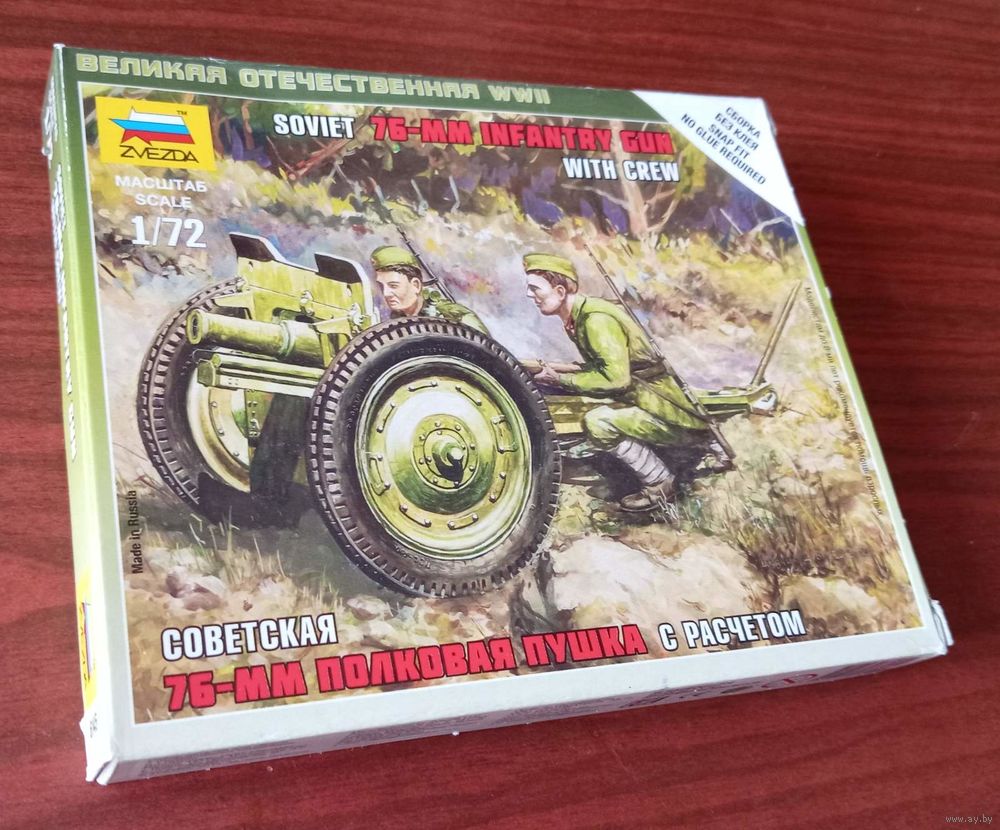 ВЕЛИКАЯ ОТЕЧЕСТВЕННАЯ WWII
СБОРКА
БЕЗ КЛЕЯ
SNAP FIT
NO GLUE REQUIRED
™
ZVEZDA
SOVIET 76-MM INFANTRY GUN
WITH CREW
МАСШТАБ
SCALE
1/72
Made in Russia
СОВЕТСКАЯ
76-ММ ПОЛКОВАЯ ПУШКА С РАСЧЕТОМ
www.ay.by